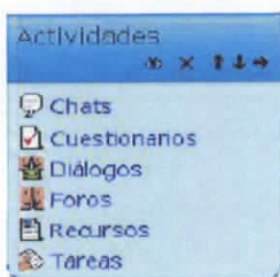 Actividades
Chats
Cuestionarios
Diálogos
Foros
Recursos
Tareas